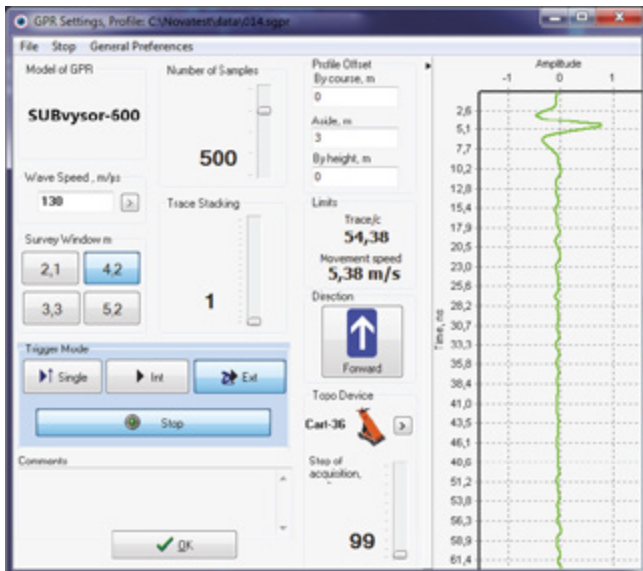 GPR Settings, Profile: C:\Novatest\data\014.sgpr
File Stop General Preferences
Model of GPR
SUBvysor-600
Wave Speed , m/µs
130
>
Survey Window m
2,1
4,2
3,3
5,2
Number of Samples
500
Trace Stacking
1
Trigger Mode
Single
Int
Ext
Stop
Comments
OK
Profile Offset
By course, m
0
Aside, m
3
By height, m
0
Limits
Trace/c
54,38
Movement speed
5,38 m/s
Direction
Forward
Topo Device
Cart-36
>
Step of
acquisition,
99
Amplitude
-1 0 1
Time, ns
2,6
5,1
7,7
10,2
12,8
15,4
17,9
20,5
23,0
25,6
28,2
30,7
33,3
35,8
38,4
41,0
43,5
46,1
40,6
51,2
53,8
56,3
58,9
61,4